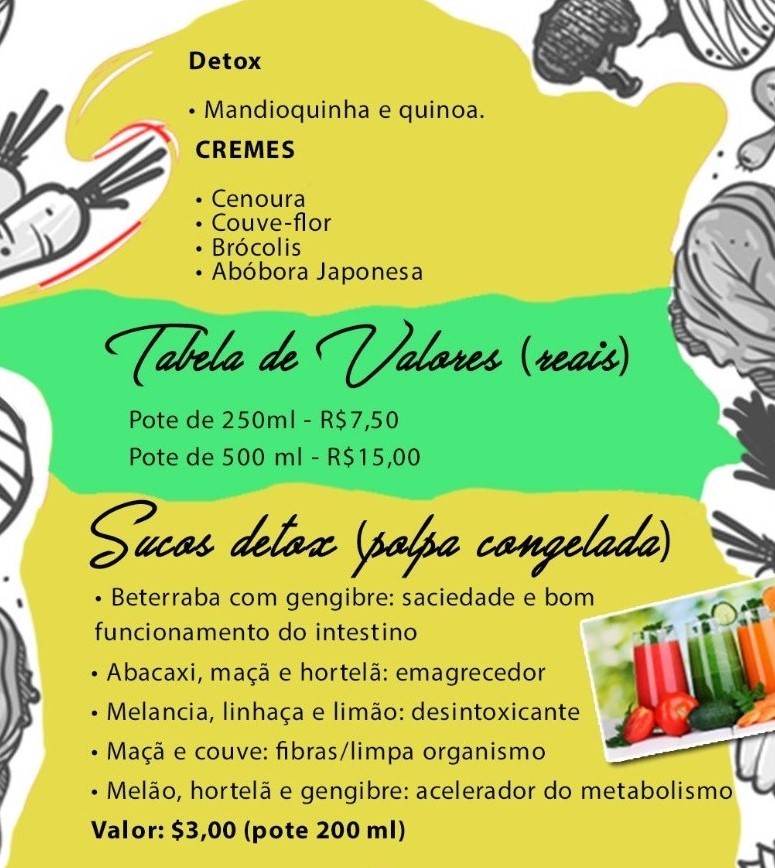 Detox
• Mandioquinha e quinoa.
CREMES
• Cenoura
• Couve-flor
• Brócolis
• Abóbora Japonesa
Tabela de Valores (reais)
Pote de 250ml - R$7,50
Pote de 500 ml - R$15,00
Sucos detox (polpa congelada)
• Beterraba com gengibre: saciedade e bom
funcionamento do intestino
• Abacaxi, maçã e hortelã: emagrecedor
• Melancia, linhaça e limão: desintoxicante
• Maçã e couve: fibras/limpa organismo
• Melão, hortelã e gengibre: acelerador do metabolismo
Valor: $3,00 (pote 200 ml)